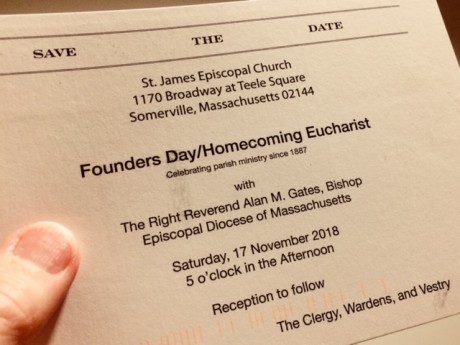 SAVE THE DATE
St. James Episcopal Church
1170 Broadway at Teele Square
Somerville, Massachusetts 02144
Founders Day/Homecoming Eucharist
Celebrating parish ministry since 1887
with
The Right Reverend Alan M. Gates, Bishop
Episcopal Diocese of Massachusetts
Saturday, 17 November 2018
5 o'clock in the Afternoon
Reception to follow
The Clergy, Wardens, and Vestry